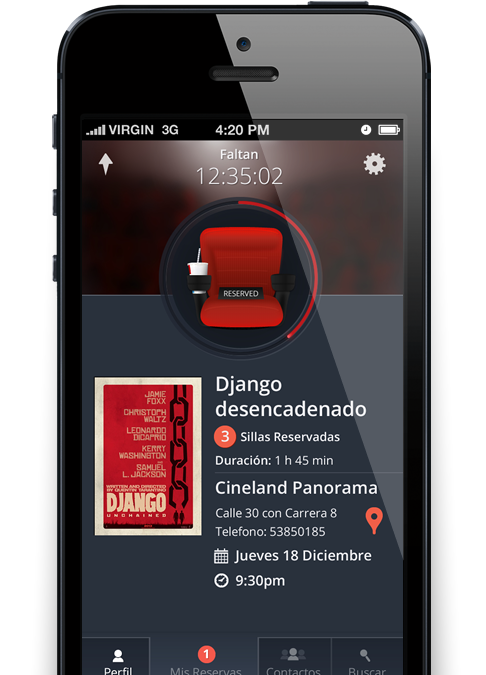 VIRGIN 3G 4:20 PM
Faltan
12:35:02
RESERVED
JAMIE
FOXX
CHRISTOPH
WALTZ
LEONARDO
DICAPRIO
KERRY
WASHINGTON
AND
SAMUEL
L. JACKSON
WRITTEN AND DIRECTED
BY QUENTIN TARANTINO
DJANGO
UNCHAINED
Django
desencadenado
3 Sillas Reservadas
Duración: 1 h 45 min
Cineland Panorama
Calle 30 con Carrera 8
Telefono: 53850185
Jueves 18 Diciembre
9:30pm
1
Perfil Mis Reservas Contactos Buscar